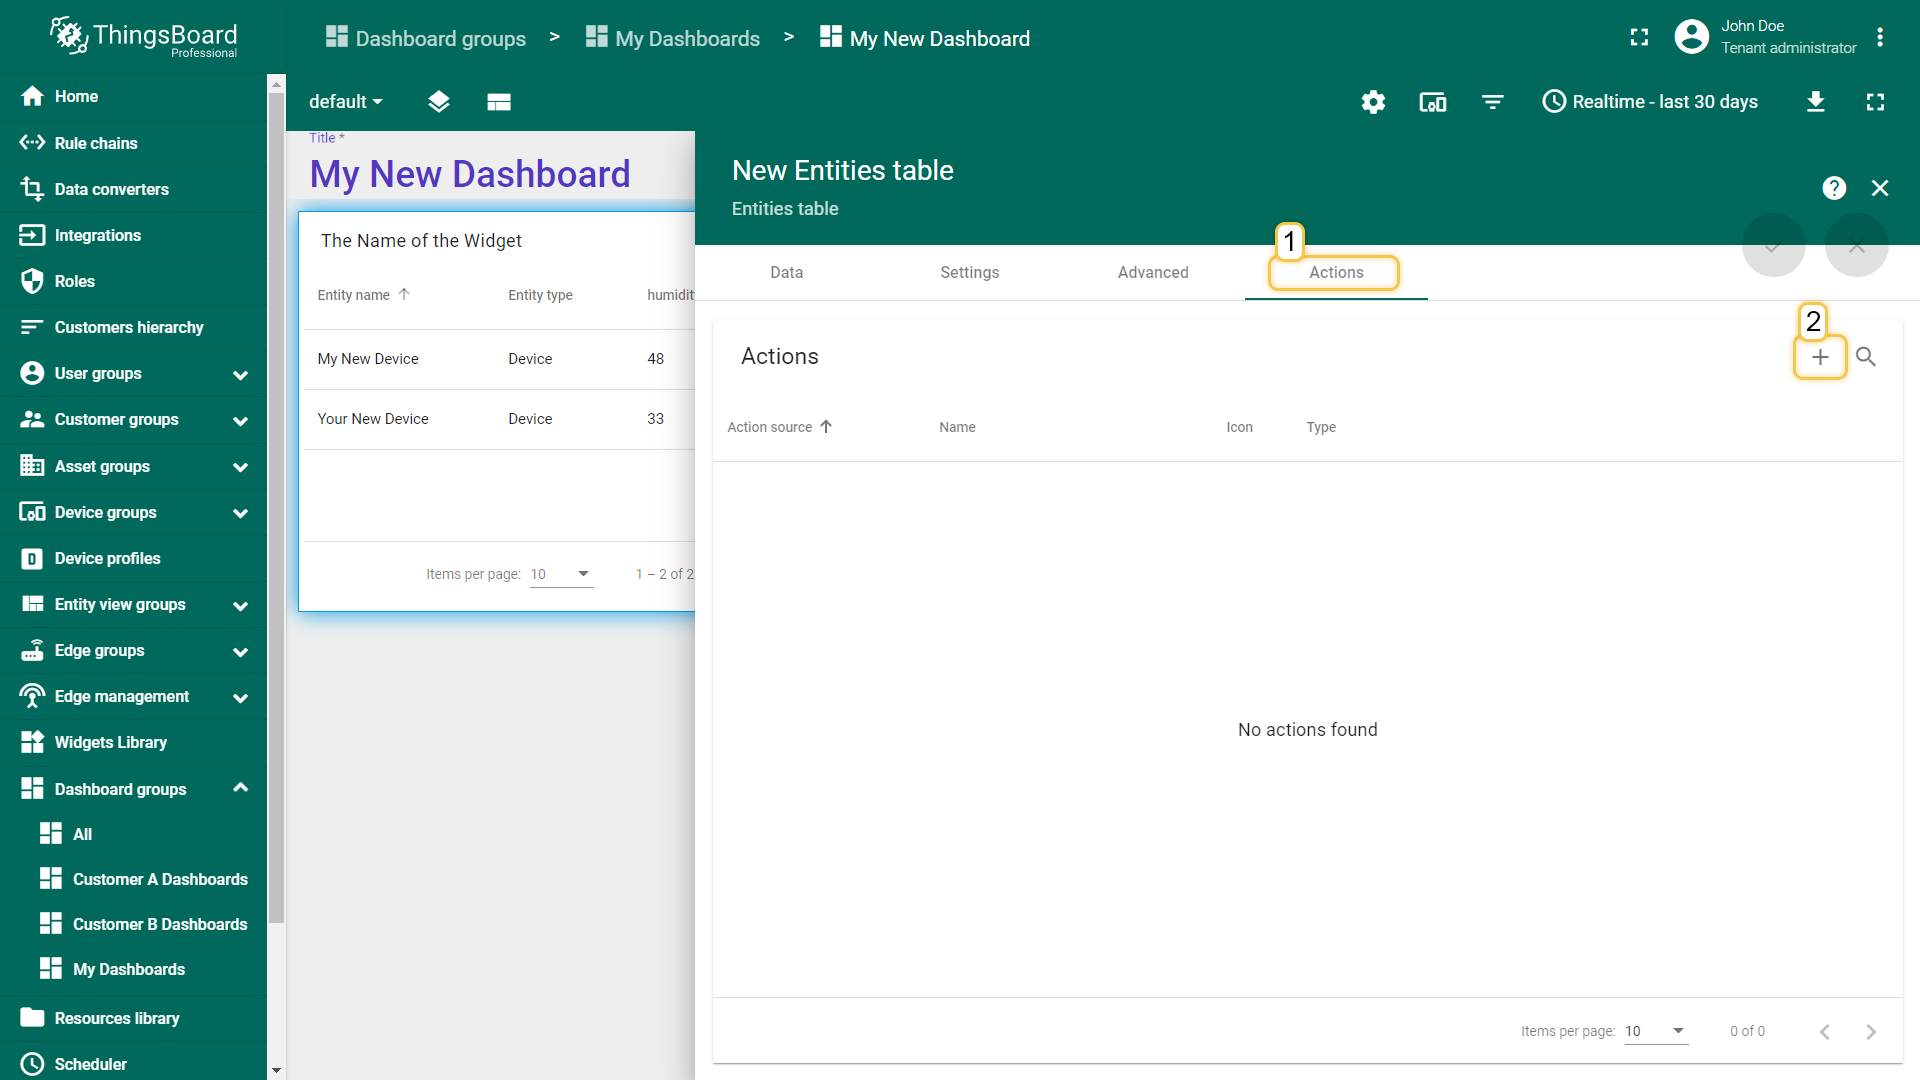 ThingsBoard
Professional
Dashboard groups > My Dashboards > My New Dashboard
John Doe
Tenant administrator
Home
Rule chains
Data converters
Integrations
Roles
Customers hierarchy
User groups
Customer groups
Asset groups
Device groups
D Device profiles
Entity view groups
Edge groups
Edge management
Widgets Library
Dashboard groups
All
Customer A Dashboards
Customer B Dashboards
My Dashboards
Resources library
Scheduler
default
Realtime - last 30 days
Title *
My New Dashboard
The Name of the Widget
Entity name Entity type humidit
My New Device Device 48
Your New Device Device 33
Items per page: 10 1 – 2 of 2
New Entities table
Entities table
?
1
Data Settings Advanced Actions
2
Actions
Action source Name Icon Type
No actions found
Items per page: 10 0 of 0